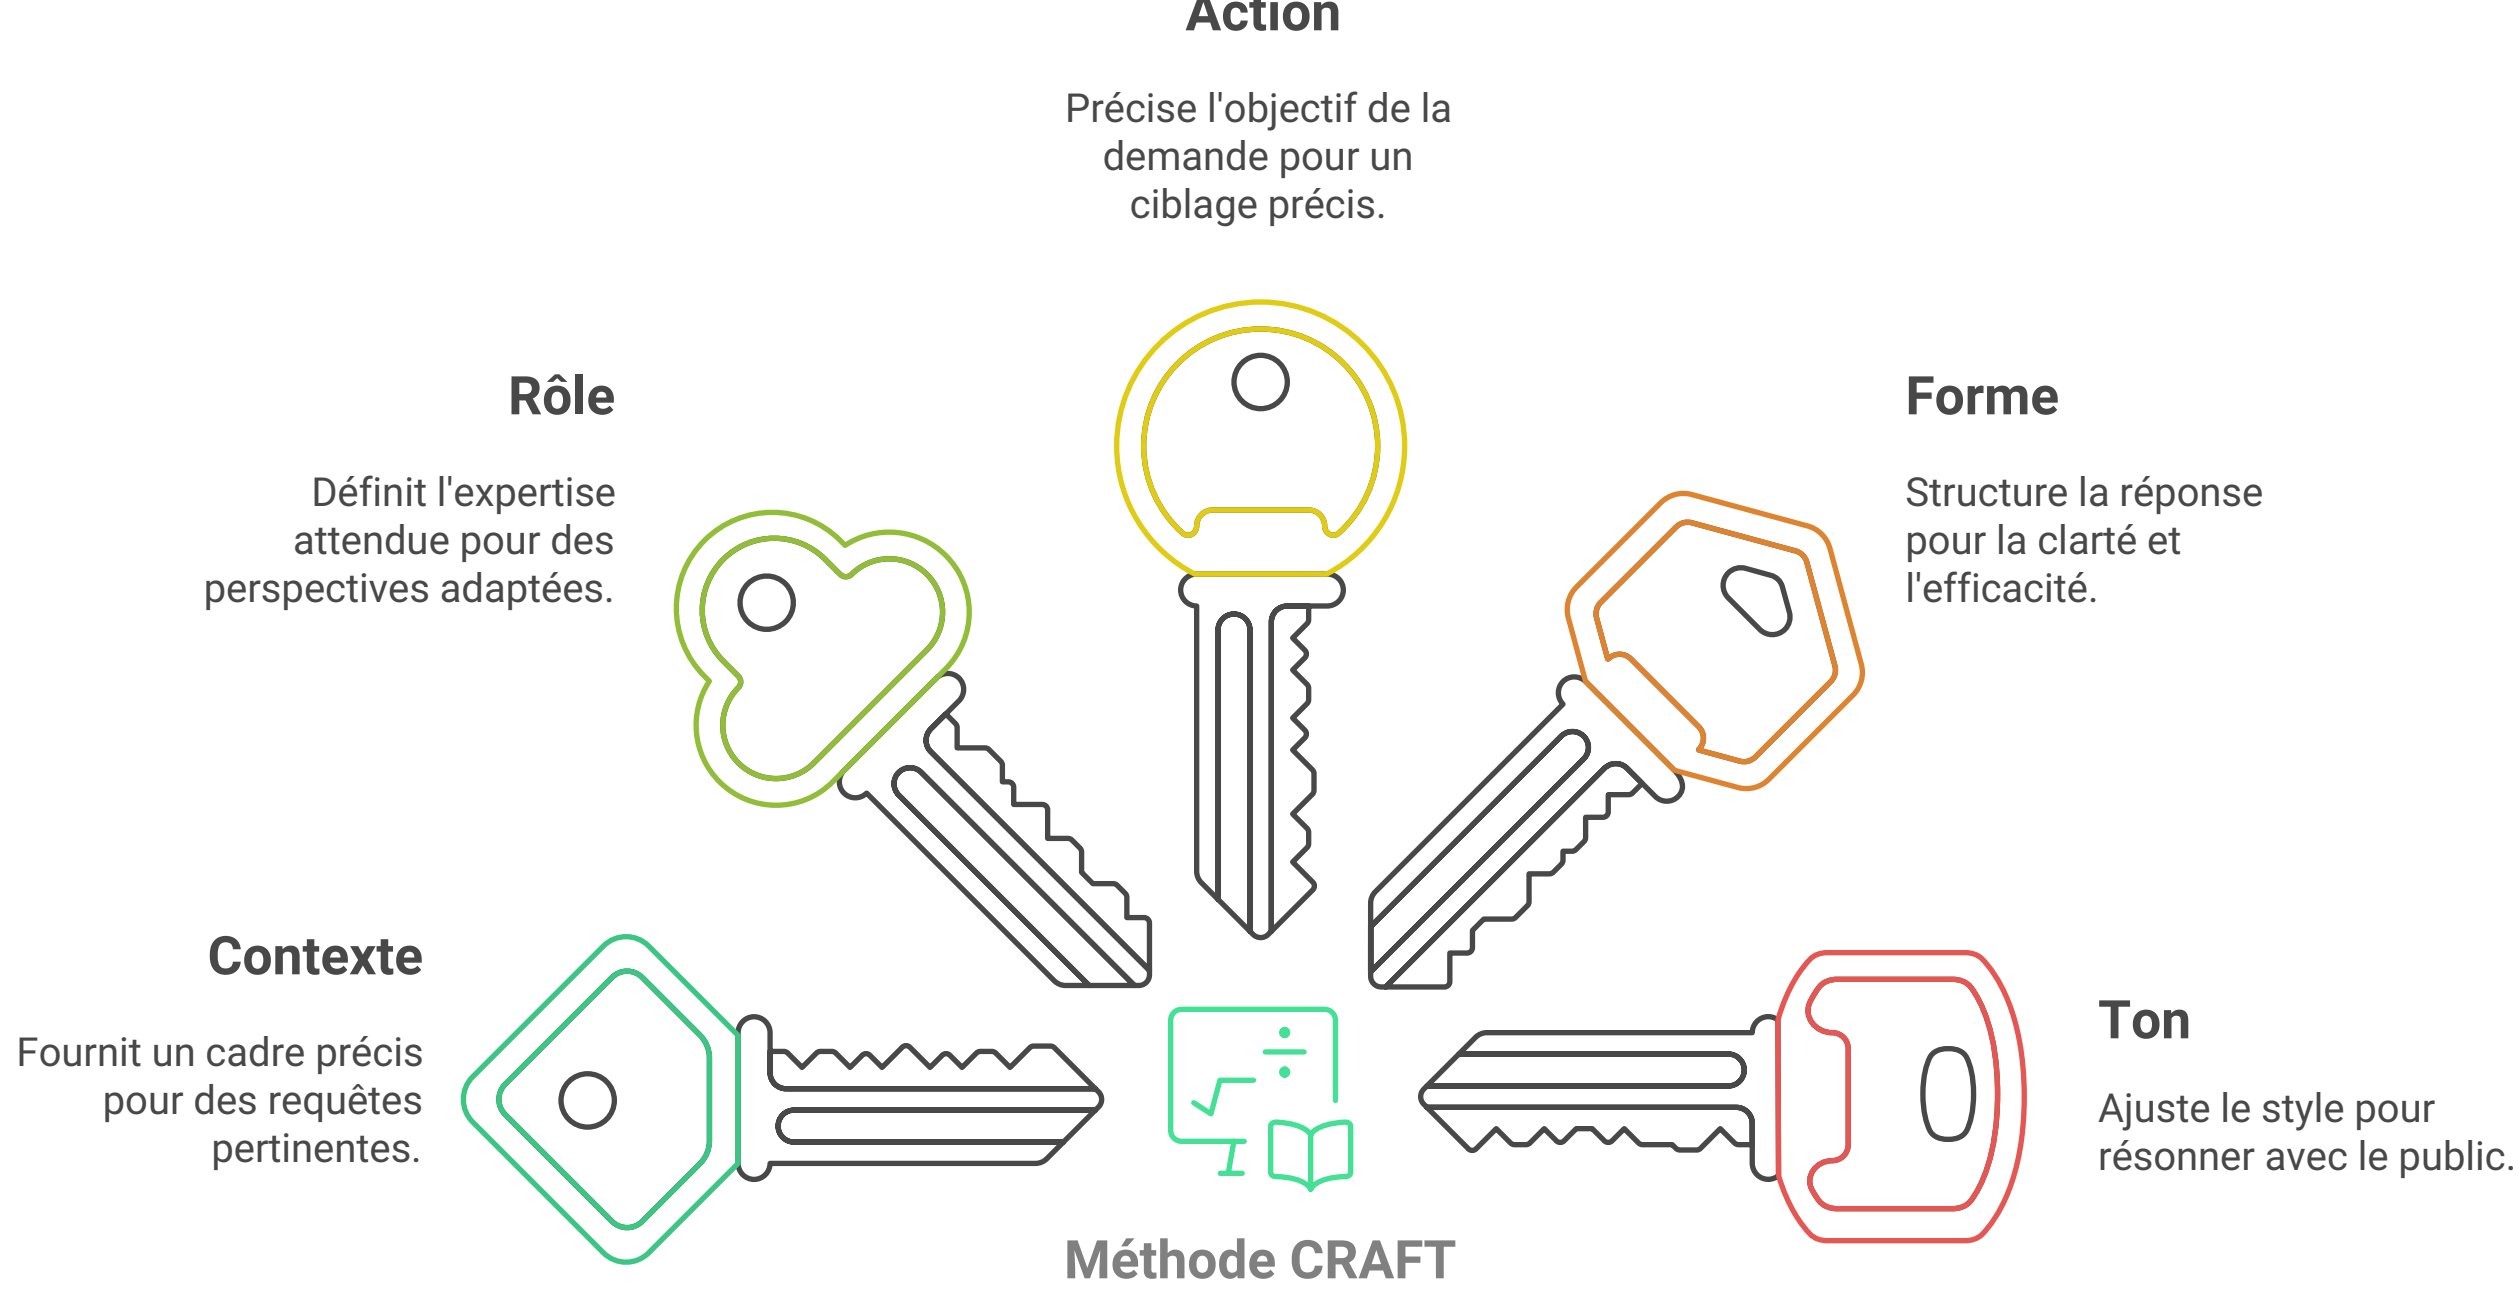 Action
Précise l'objectif de la
demande pour un
ciblage précis.
Rôle
Définit l'expertise
attendue pour des
perspectives adaptées.
Forme
Structure la réponse
pour la clarté et
l'efficacité.
Contexte
Fournit un cadre précis
pour des requêtes
pertinentes.
Ton
Ajuste le style pour
résonner avec le public.
Méthode CRAFT